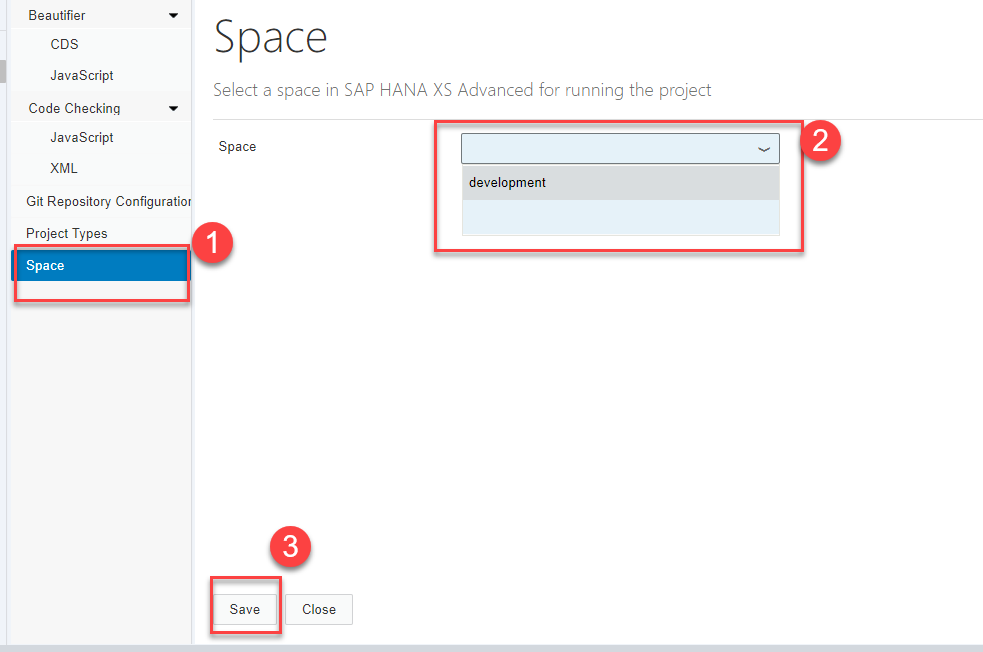 Beautifier
CDS
JavaScript
Code Checking
JavaScript
XML
Git Repository Configuration
Project Types
Space
1
Space
Select a space in SAP HANA XS Advanced for running the project
Space
development
2
3
Save
Close